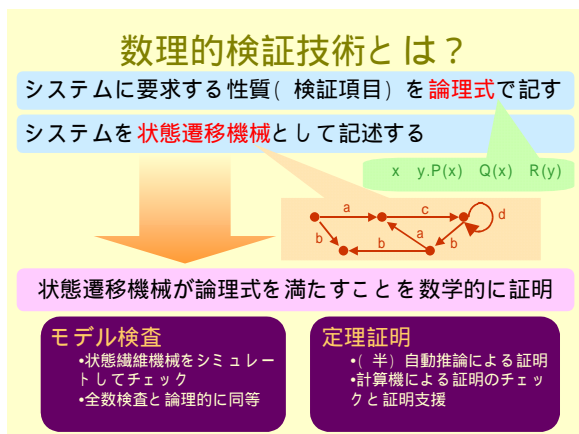 数理的検証技術とは？
システムに要求する性質( 検証項目) を論理式で記す
システムを状態遷移機械として記述する
x y.P(x) Q(x) R(y)
a c d
b b a b
状態遷移機械が論理式を満たすことを数学的に証明
モデル検査
•状態繊維機械をシミュレー
トしてチェック
•全数検査と論理的に同等
定理証明
•( 半) 自動推論による証明
•計算機による証明のチェッ
クと証明支援